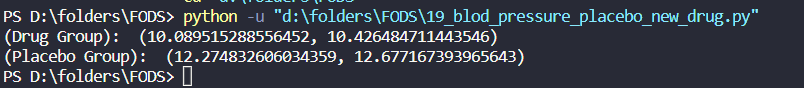 PS D:\folders\FODS> python -u "d:\folders\FODS\19_blod_pressure_placebo_new_drug.py"
(Drug Group):  (10.089515288556452, 10.426484711443546)
(Placebo Group):  (12.274832606034359, 12.677167393965643)
PS D:\folders\FODS>